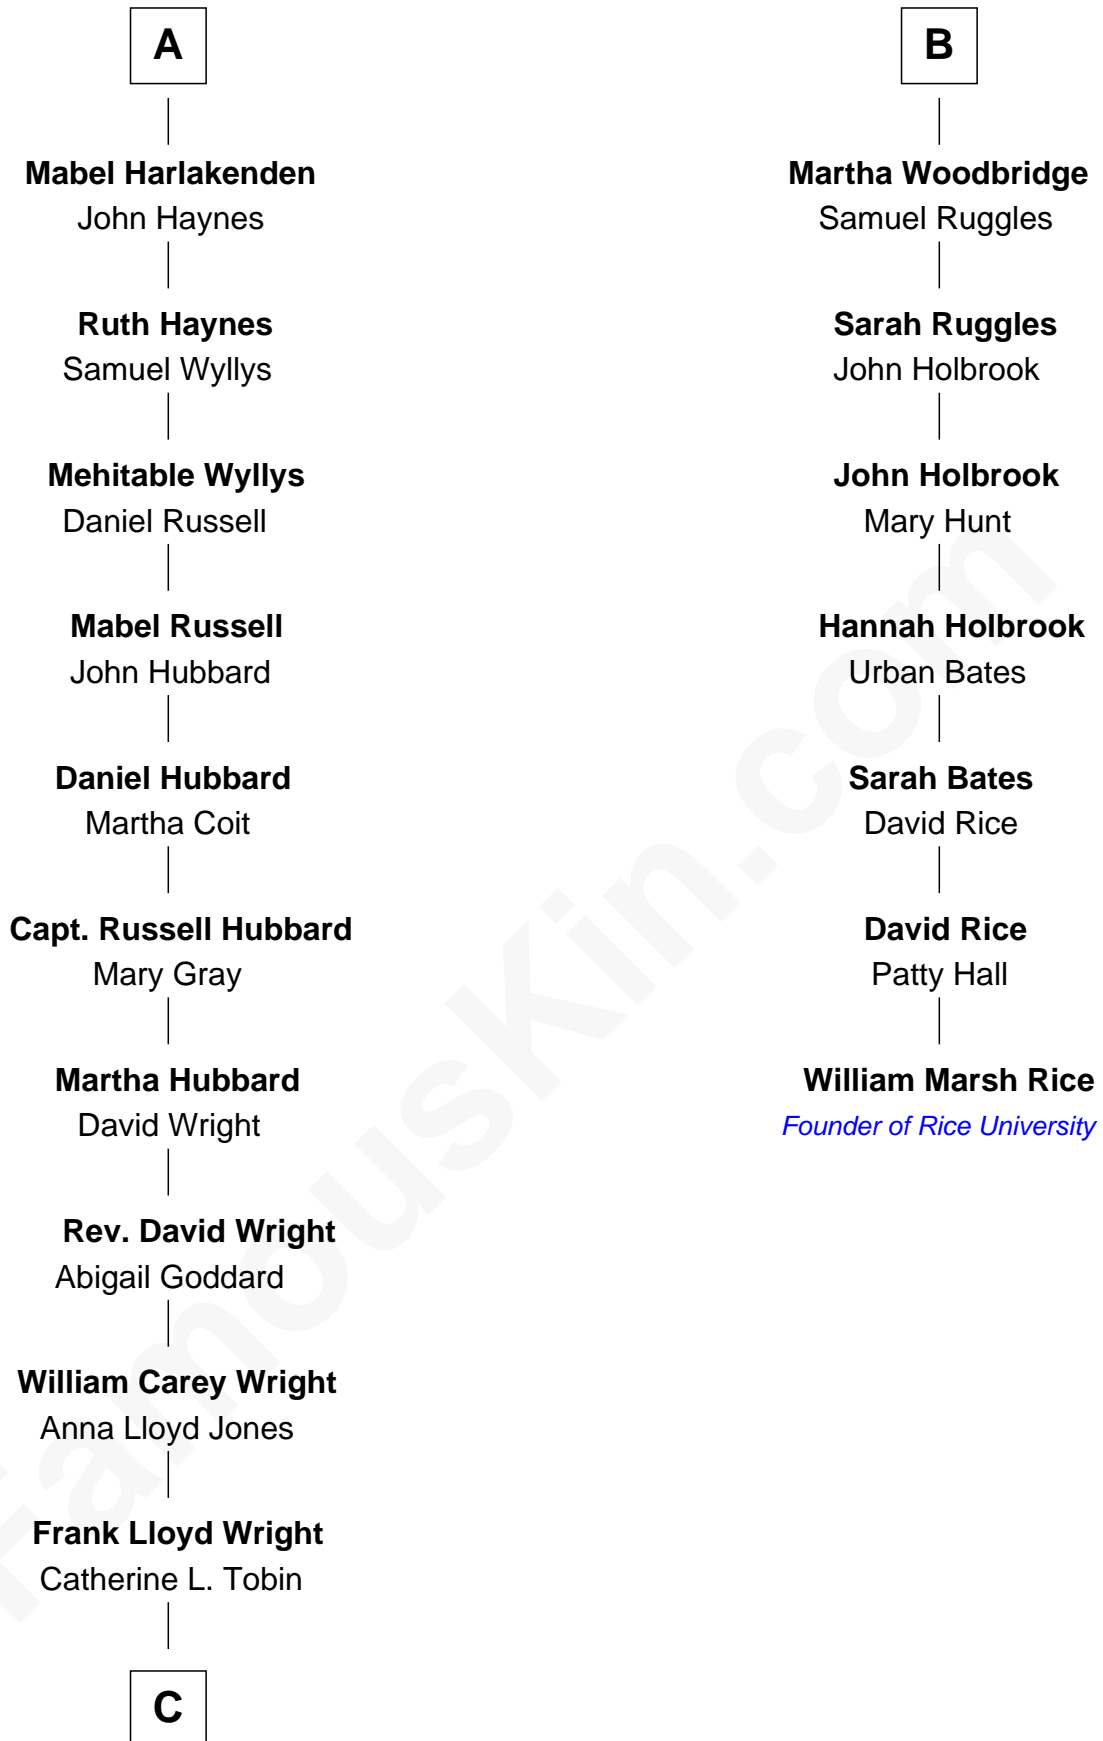 A
Mabel Harlakenden
John Haynes
Ruth Haynes
Samuel Wyllys
Mehitable Wyllys
Daniel Russell
Mabel Russell
John Hubbard
Daniel Hubbard
Martha Coit
Capt. Russell Hubbard
Mary Gray
Martha Hubbard
David Wright
Rev. David Wright
Abigail Goddard
William Carey Wright
Anna Lloyd Jones
Frank Lloyd Wright
Catherine L. Tobin
C
B
Martha Woodbridge
Samuel Ruggles
Sarah Ruggles
John Holbrook
John Holbrook
Mary Hunt
Hannah Holbrook
Urban Bates
Sarah Bates
David Rice
David Rice
Patty Hall
William Marsh Rice
Founder of Rice University
FamousKin.com